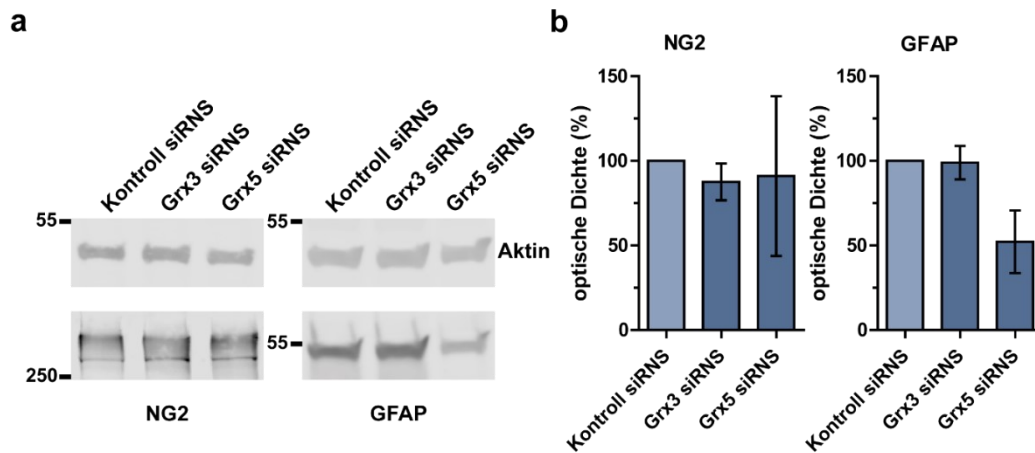 a
Kontroll siRNS
Grx3 siRNS
Grx5 siRNS
Kontroll siRNS
Grx3 siRNS
Grx5 siRNS
55
55
Aktin
250
55
NG2
GFAP
b
NG2
optische Dichte (%)
150
100
50
0
Kontroll siRNS
Grx3 siRNS
Grx5 siRNS
GFAP
optische Dichte (%)
150
100
50
0
Kontroll siRNS
Grx3 siRNS
Grx5 siRNS